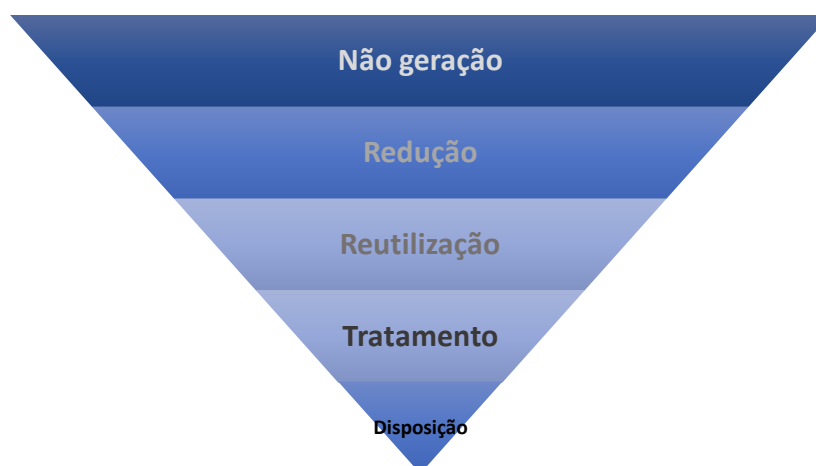 Não geração
Redução
Reutilização
Tratamento
Disposição